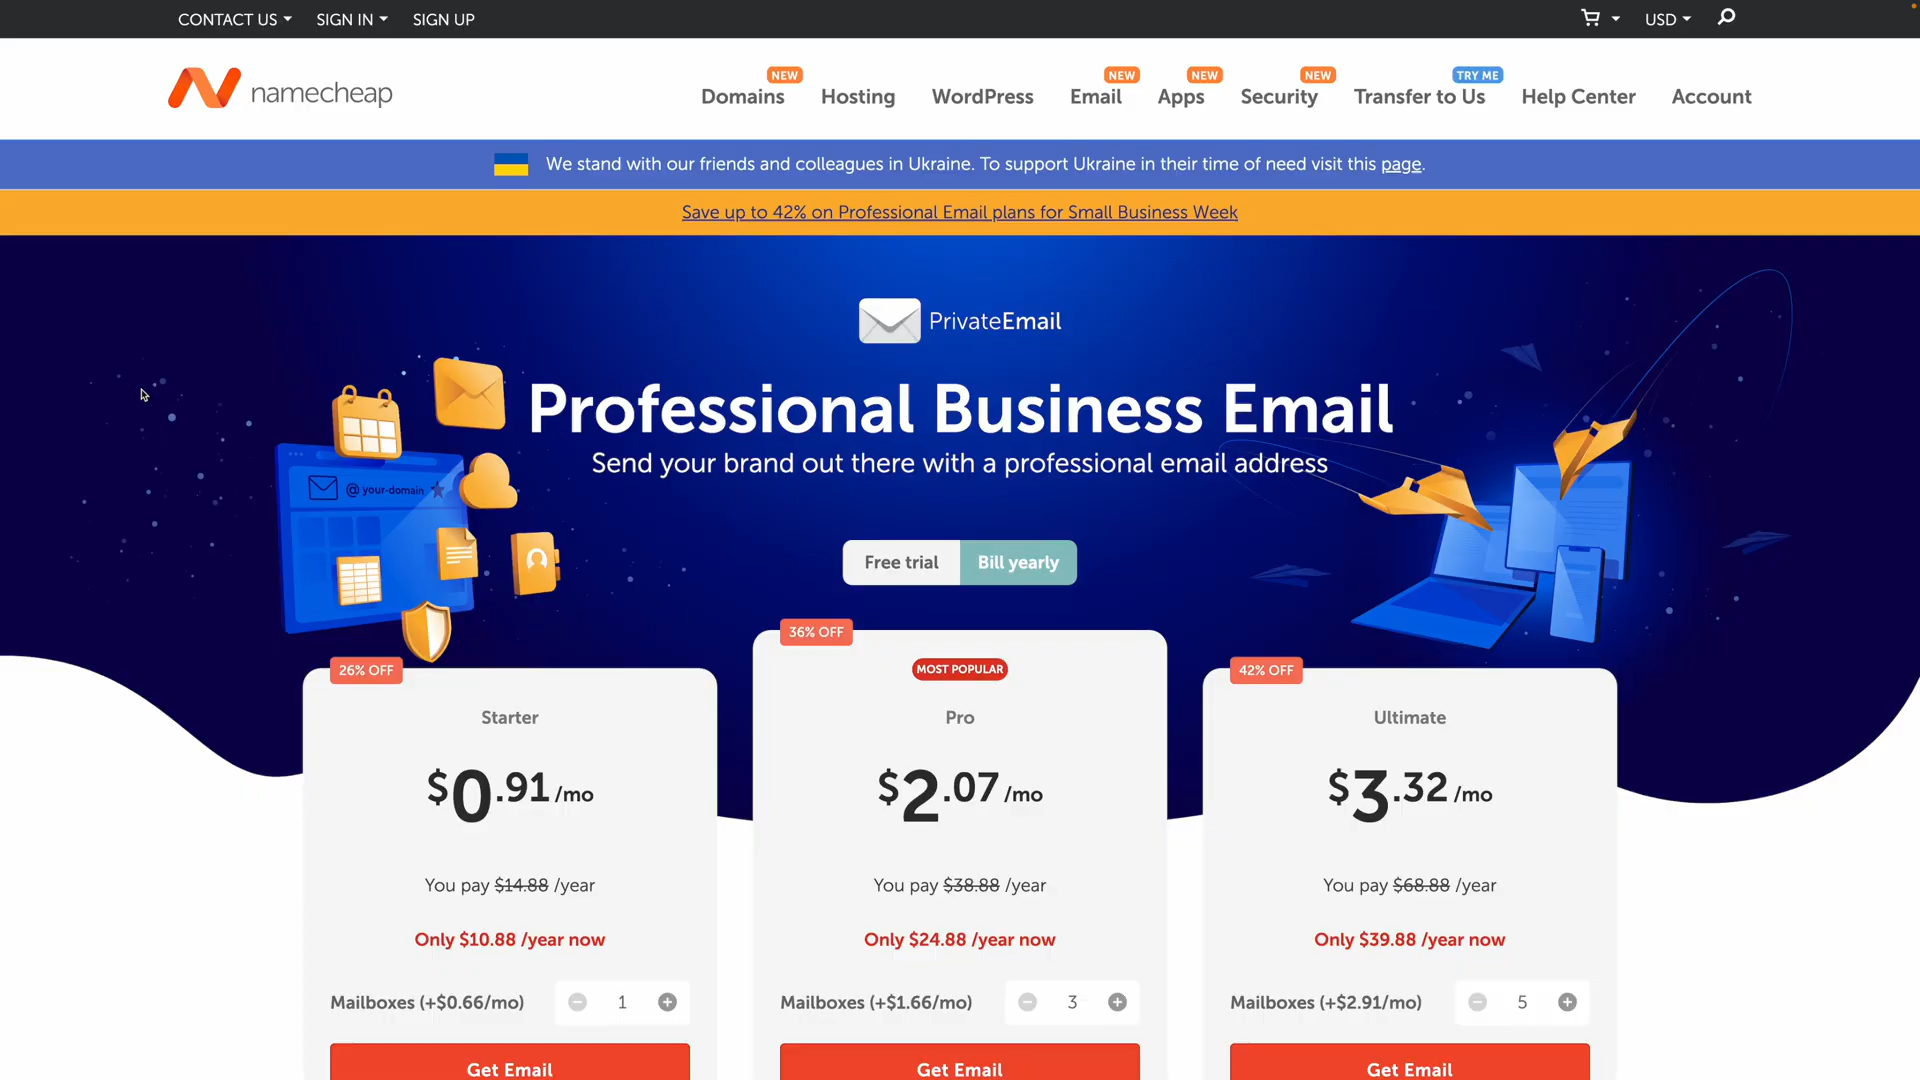 CONTACT US
SIGN IN
SIGN UP
USD
namecheap
NEW
Domains
Hosting
WordPress
NEW
Email
NEW
Apps
NEW
Security
TRY ME
Transfer to Us
Help Center
Account
We stand with our friends and colleagues in Ukraine. To support Ukraine in their time of need visit this page.
Save up to 42% on Professional Email plans for Small Business Week
PrivateEmail
Professional Business Email
Send your brand out there with a professional email address
@your-domain
Free trial
Bill yearly
26% OFF
Starter
$0.91/mo
You pay $14.88 /year
Only $10.88 /year now
Mailboxes (+$0.66/mo)
1
Get Email
36% OFF
MOST POPULAR
Pro
$2.07/mo
You pay $38.88 /year
Only $24.88 /year now
Mailboxes (+$1.66/mo)
3
Get Email
42% OFF
Ultimate
$3.32/mo
You pay $68.88 /year
Only $39.88 /year now
Mailboxes (+$2.91/mo)
5
Get Email